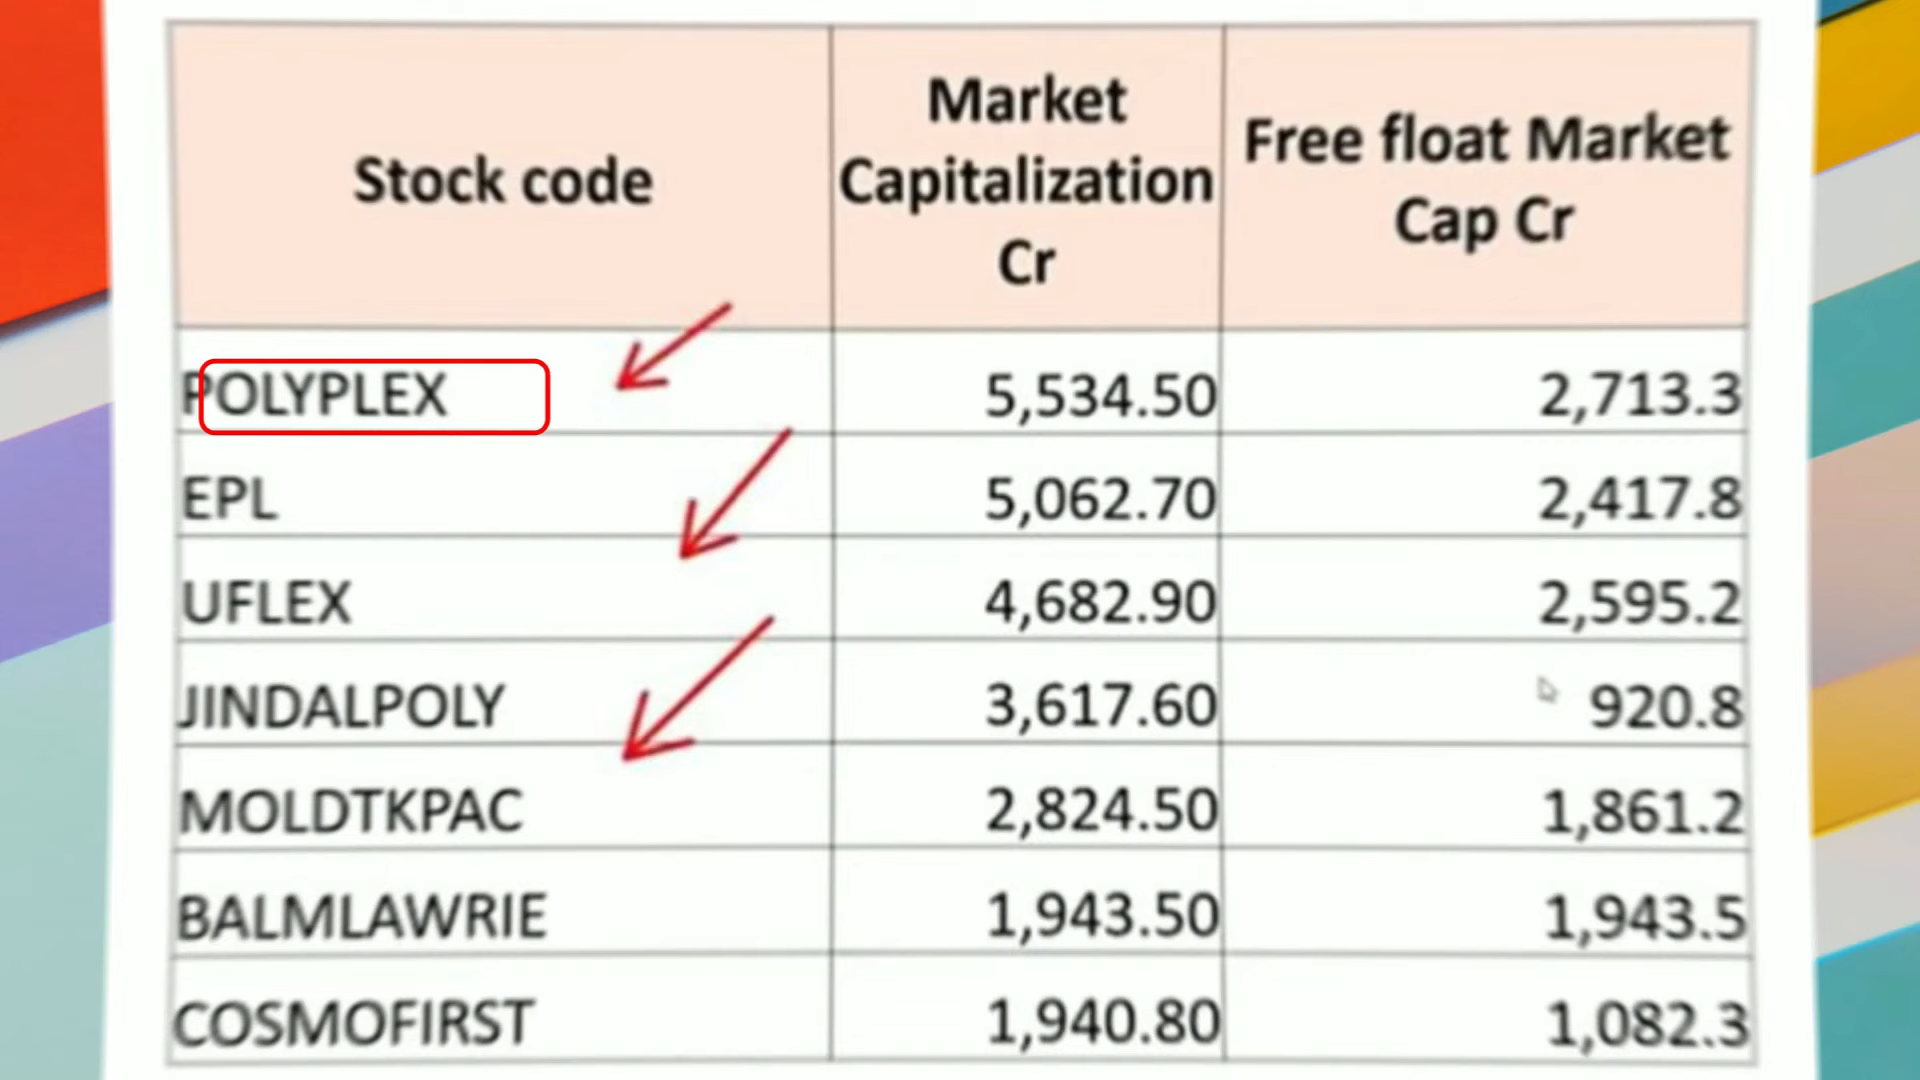 Stock code
Market
Capitalization
Cr
Free float Market
Cap Cr
POLYPLEX 5,534.50 2,713.3
EPL 5,062.70 2,417.8
UFLEX 4,682.90 2,595.2
JINDALPOLY 3,617.60 920.8
MOLDTKPAC 2,824.50 1,861.2
BALMLAWRIE 1,943.50 1,943.5
COSMOFIRST 1,940.80 1,082.3